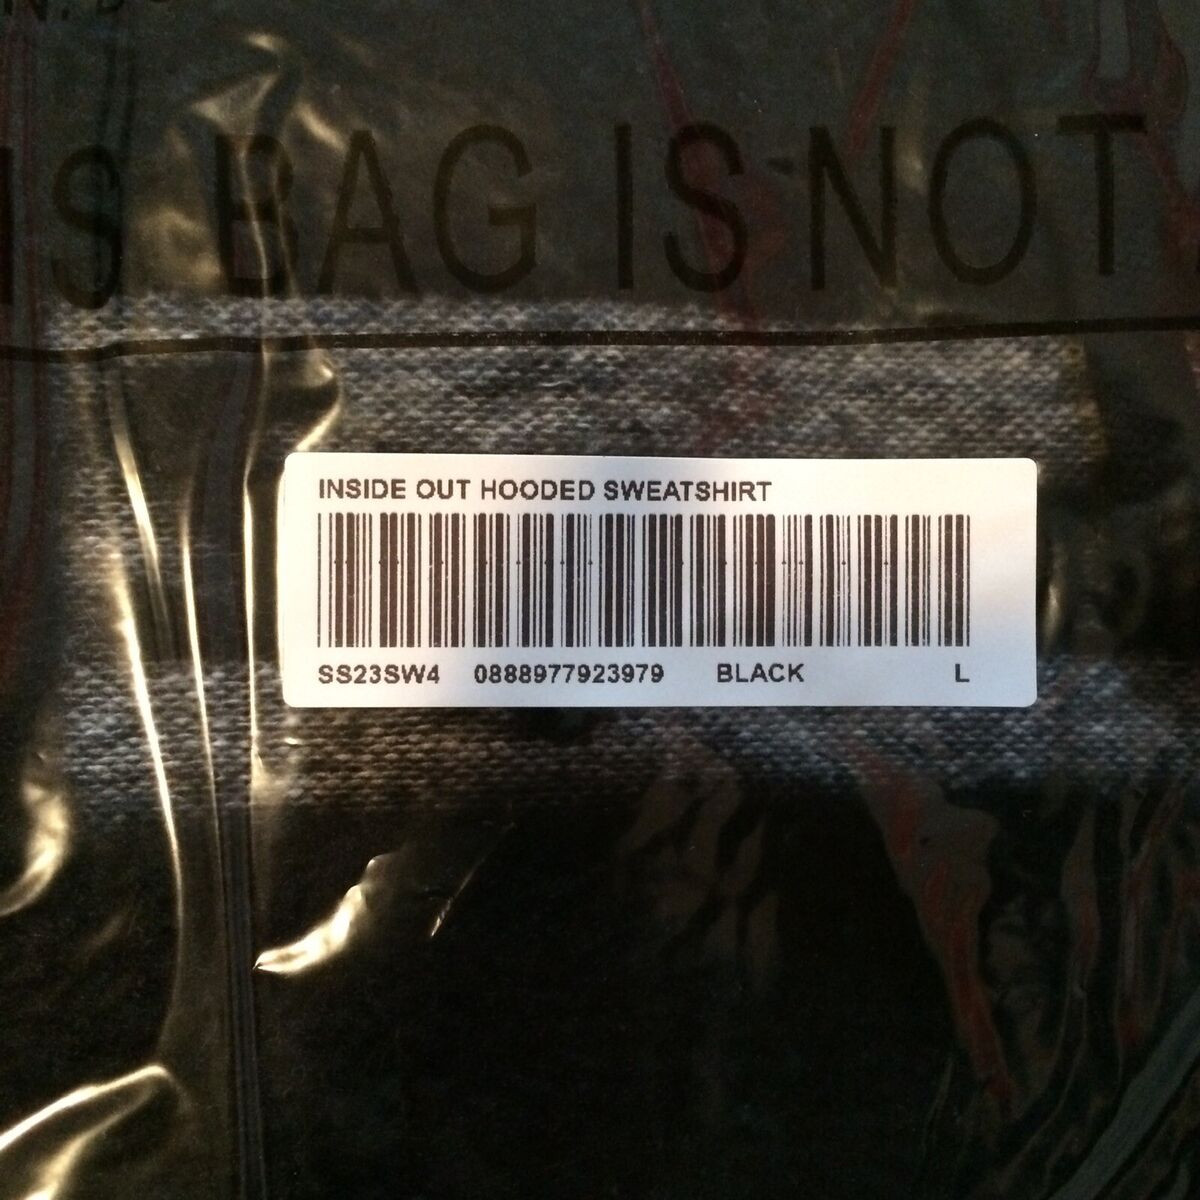 IS BAG IS NOT
INSIDE OUT HOODED SWEATSHIRT
SS23SW4 0888977923979 BLACK L